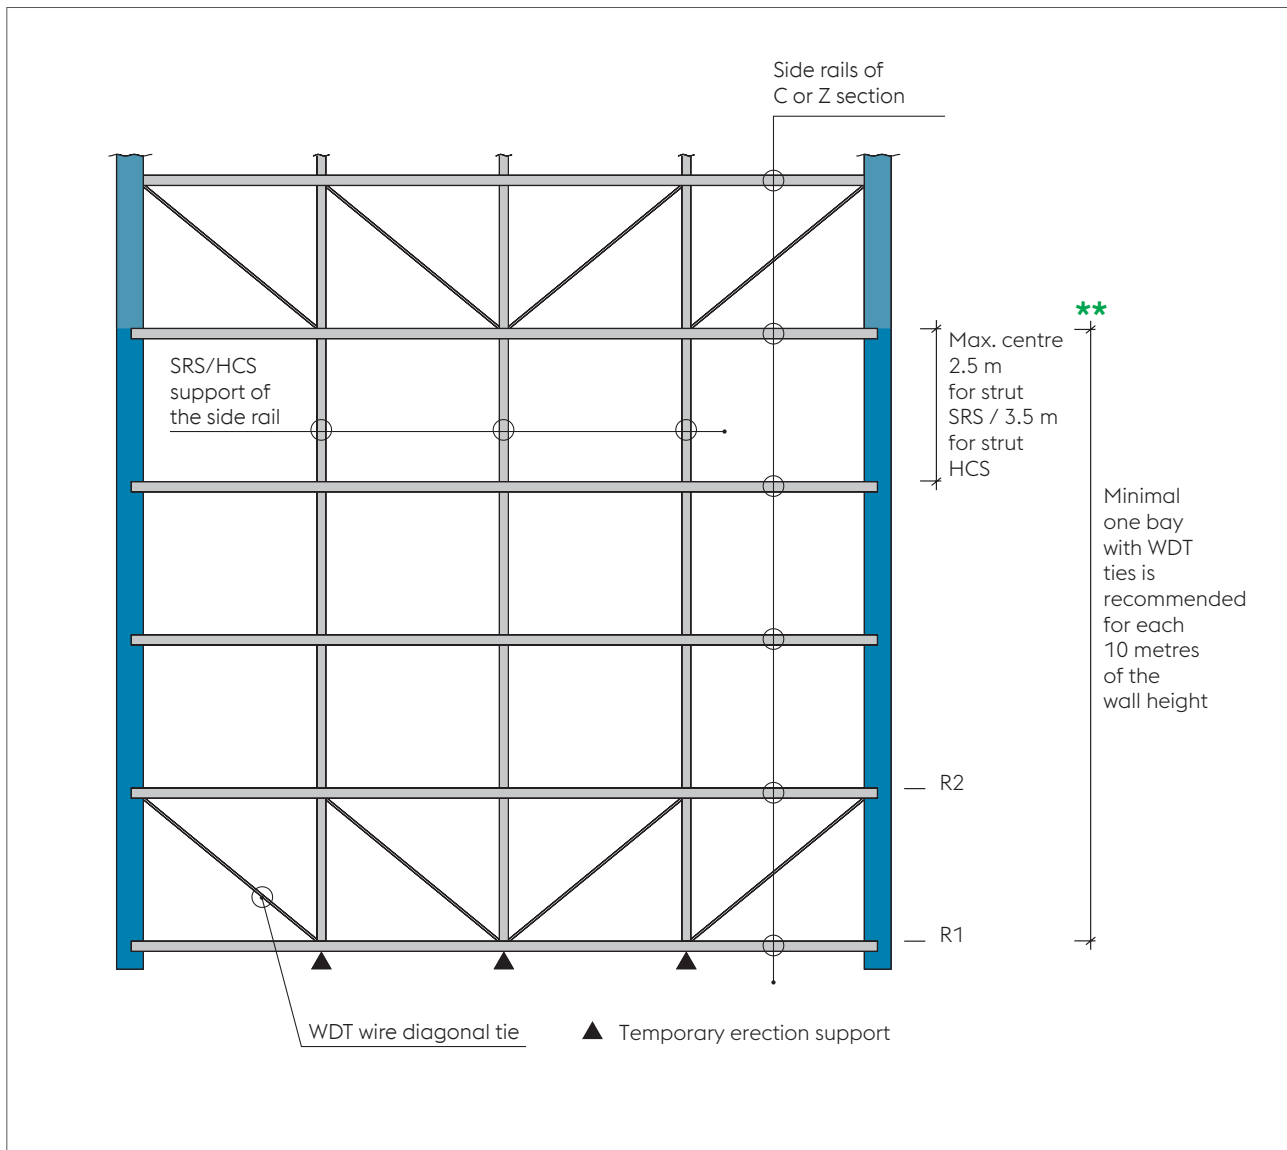 Side rails of
C or Z section
**
SRS/HCS
support of
the side rail
Max. centre
2.5 m
for strut
SRS / 3.5 m
for strut
HCS
Minimal
one bay
with WDT
ties is
recommended
for each
10 metres
of the
wall height
R2
R1
WDT wire diagonal tie
Temporary erection support